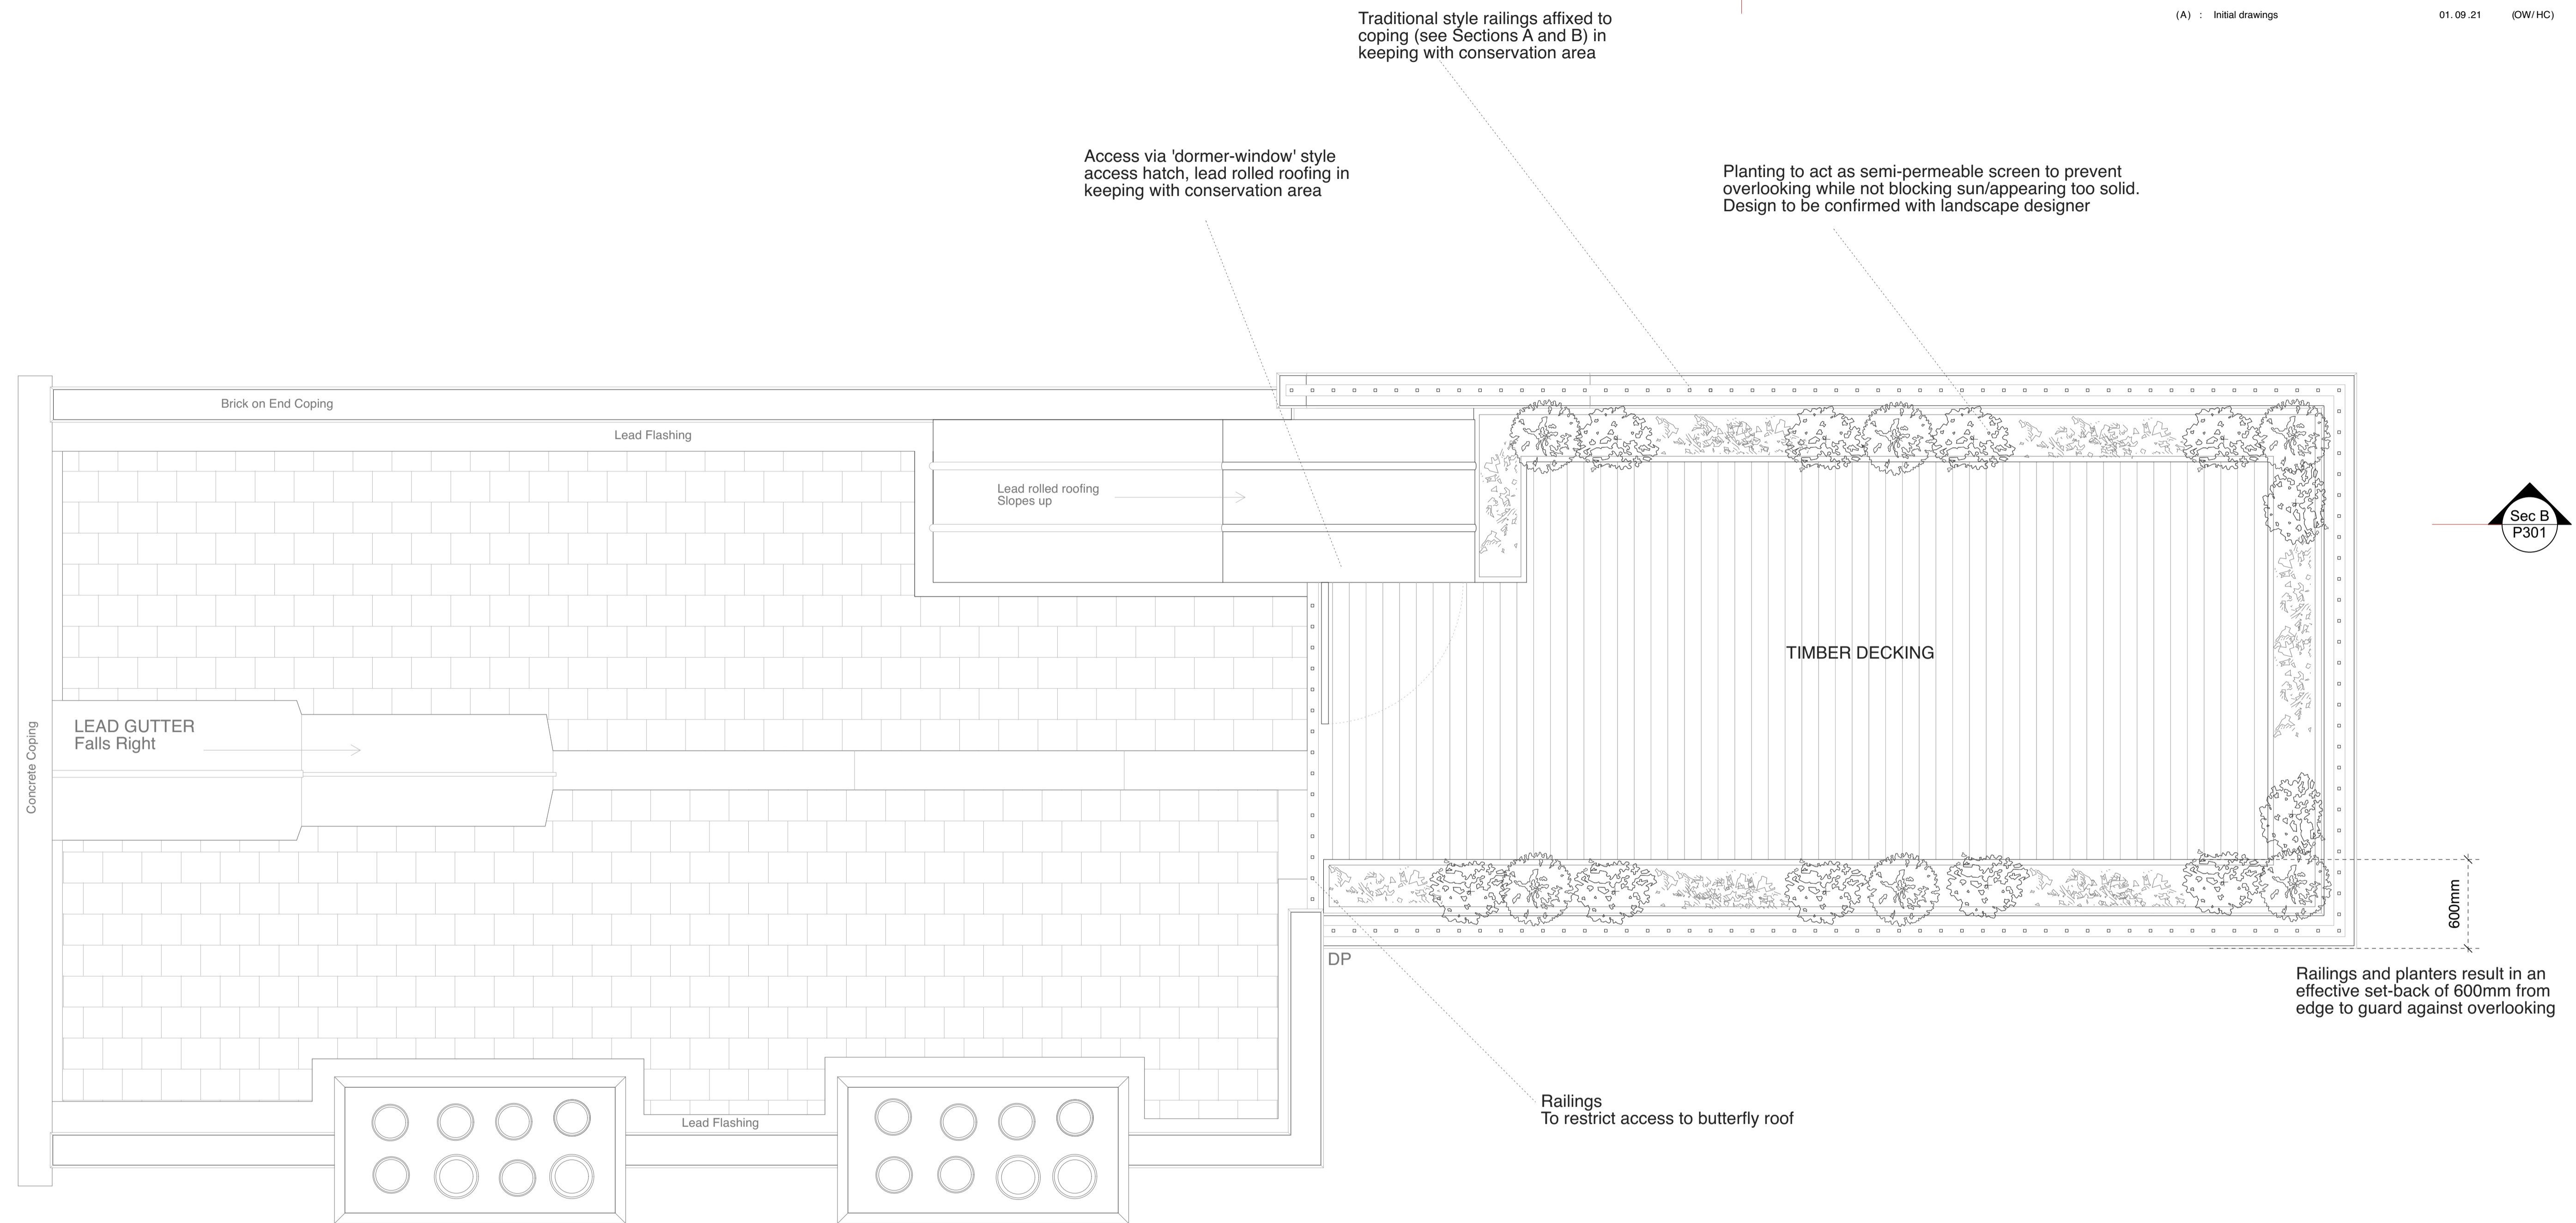 (A) : Initial drawings 01. 09 .21 (OW/ HC)
Traditional style railings affixed to
coping (see Sections A and B) in
keeping with conservation area
Access via 'dormer-window' style
access hatch, lead rolled roofing in
keeping with conservation area
Planting to act as semi-permeable screen to prevent
overlooking while not blocking sun/appearing too solid.
Design to be confirmed with landscape designer
Brick on End Coping
Lead Flashing
Lead rolled roofing
Slopes up
Sec B
P301
TIMBER DECKING
LEAD GUTTER
Falls Right
Concrete Coping
600mm
DP
Railings and planters result in an
effective set-back of 600mm from
edge to guard against overlooking
Railings
To restrict access to butterfly roof
Lead Flashing